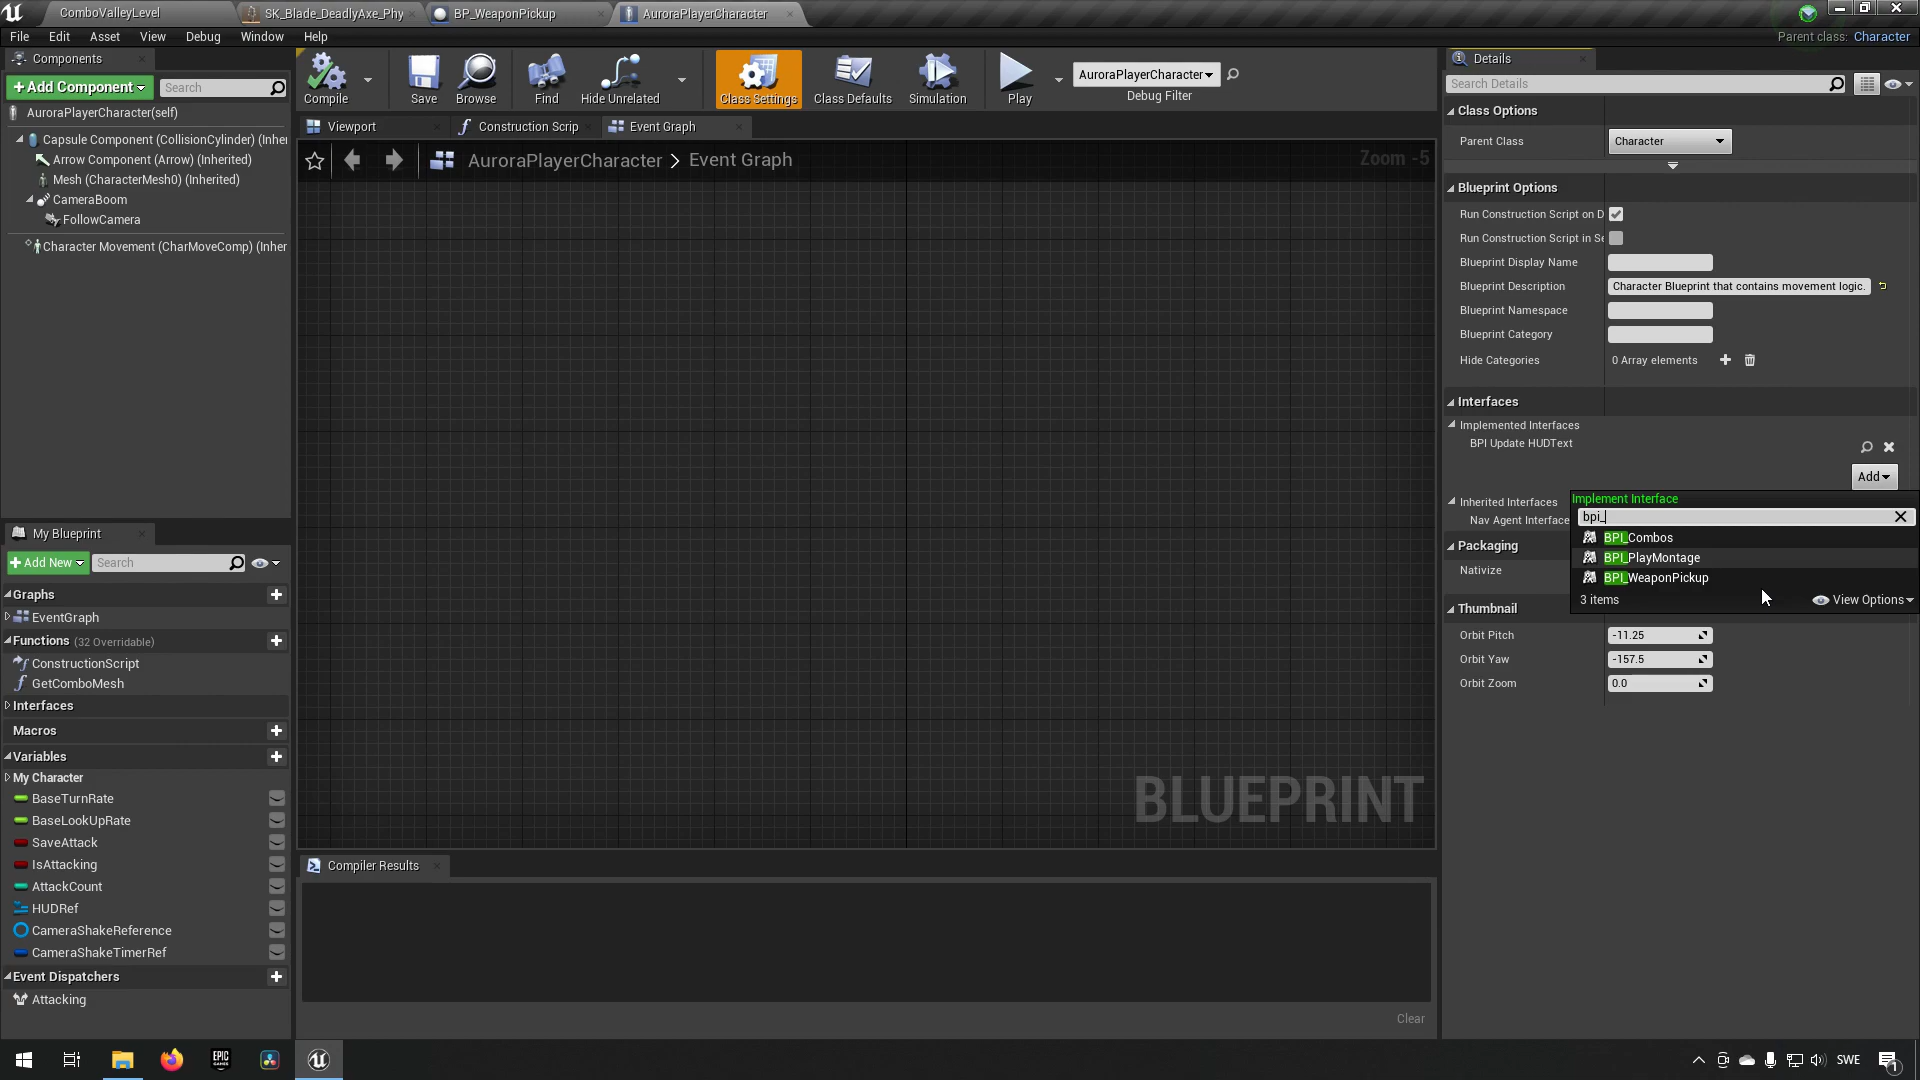 ComboValleyLevel
SK_Blade_DeadlyAxe_Phy
BP_WeaponPickup
AuroraPlayerCharacter
File Edit Asset View Debug Window Help
Parent class: Character
Components
+Add Component
Search
AuroraPlayerCharacter(self)
Capsule Component (CollisionCylinder) (Inher
Arrow Component (Arrow) (Inherited)
Mesh (CharacterMesh0) (Inherited)
CameraBoom
FollowCamera
Character Movement (CharMoveComp) (Inher
Compile
Save
Browse
Find
Hide Unrelated
Class Settings
Class Defaults
Simulation
Play
AuroraPlayerCharacter
Debug Filter
Viewport
Construction Scrip
Event Graph
AuroraPlayerCharacter > Event Graph
Zoom -5
BLUEPRINT
Compiler Results
Clear
My Blueprint
+Add New
Search
Graphs
EventGraph
Functions (32 Overridable)
ConstructionScript
GetComboMesh
Interfaces
Macros
Variables
My Character
BaseTurnRate
BaseLookUpRate
SaveAttack
IsAttacking
AttackCount
HUDRef
CameraShakeReference
CameraShakeTimerRef
Event Dispatchers
Attacking
Details
Search Details
Class Options
Parent Class Character
Blueprint Options
Run Construction Script on D
Run Construction Script in Se
Blueprint Display Name
Blueprint Description Character Blueprint that contains movement logic.
Blueprint Namespace
Blueprint Category
Hide Categories 0 Array elements
Interfaces
Implemented Interfaces
BPI Update HUDText
Add
Implement Interface
Inherited Interfaces
bpi_
Nav Agent Interface
BPI_Combos
Packaging
BPI_PlayMontage
Nativize
BPI_WeaponPickup
3 items
View Options
Thumbnail
Orbit Pitch -11.25
Orbit Yaw -157.5
Orbit Zoom 0.0
EPIC GAMES
SWE
1